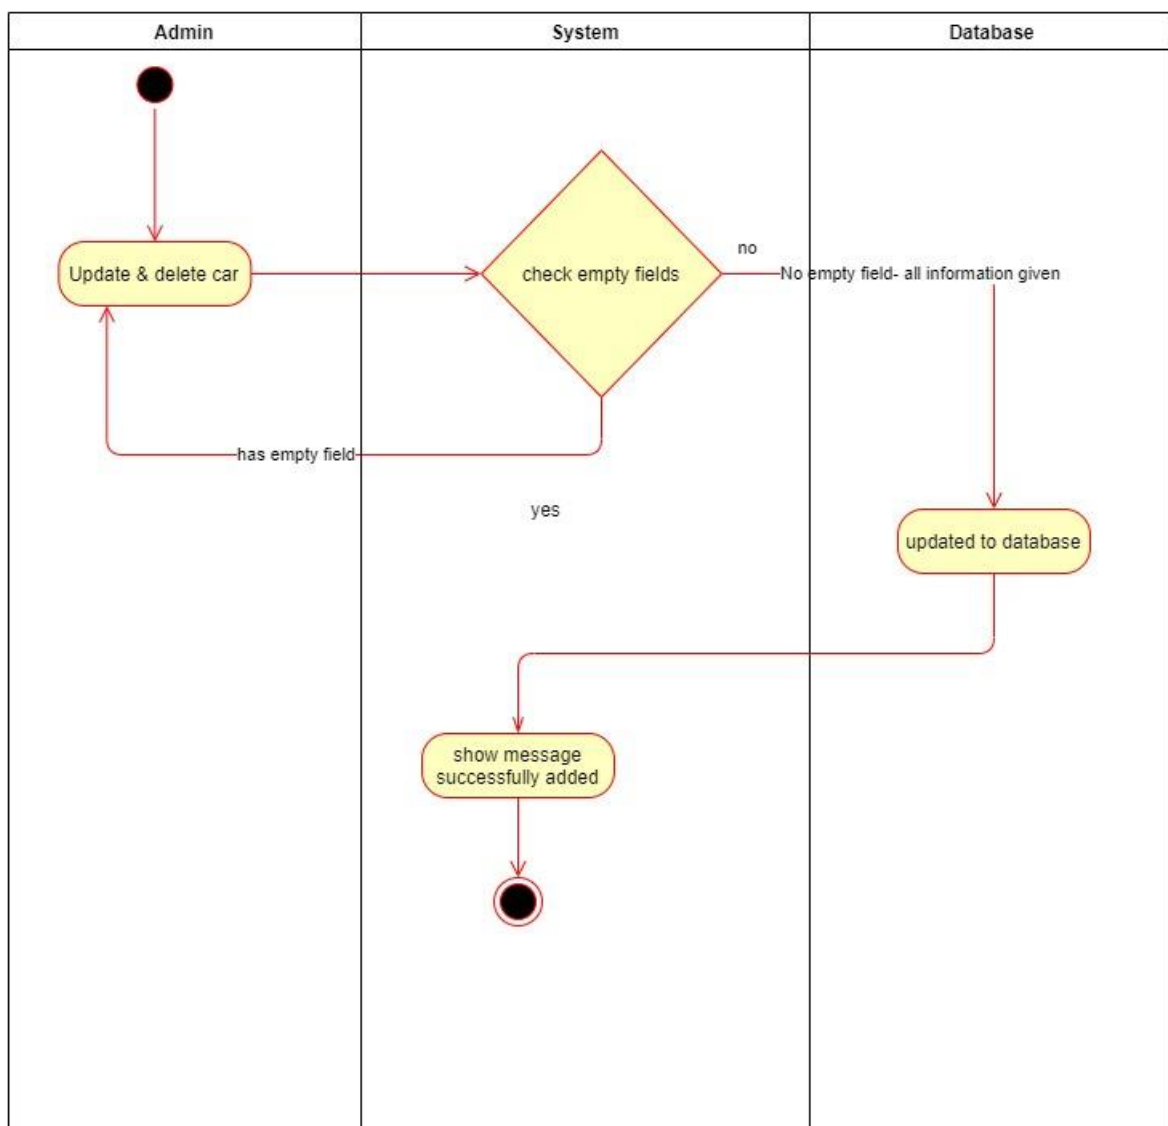 Admin
System
Database
no
Update & delete car
check empty fields
No empty field- all information given
has empty field
yes
updated to database
show message
successfully added